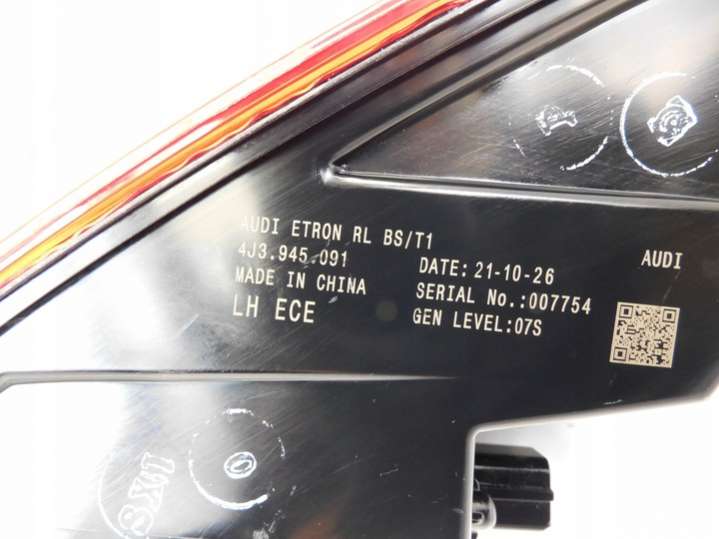 AUDI ETRON RL BS/T1
4J3.945.091
MADE IN CHINA
LH ECE
DATE: 21-10-26
SERIAL No.:007754
GEN LEVEL:07S
AUDI
0